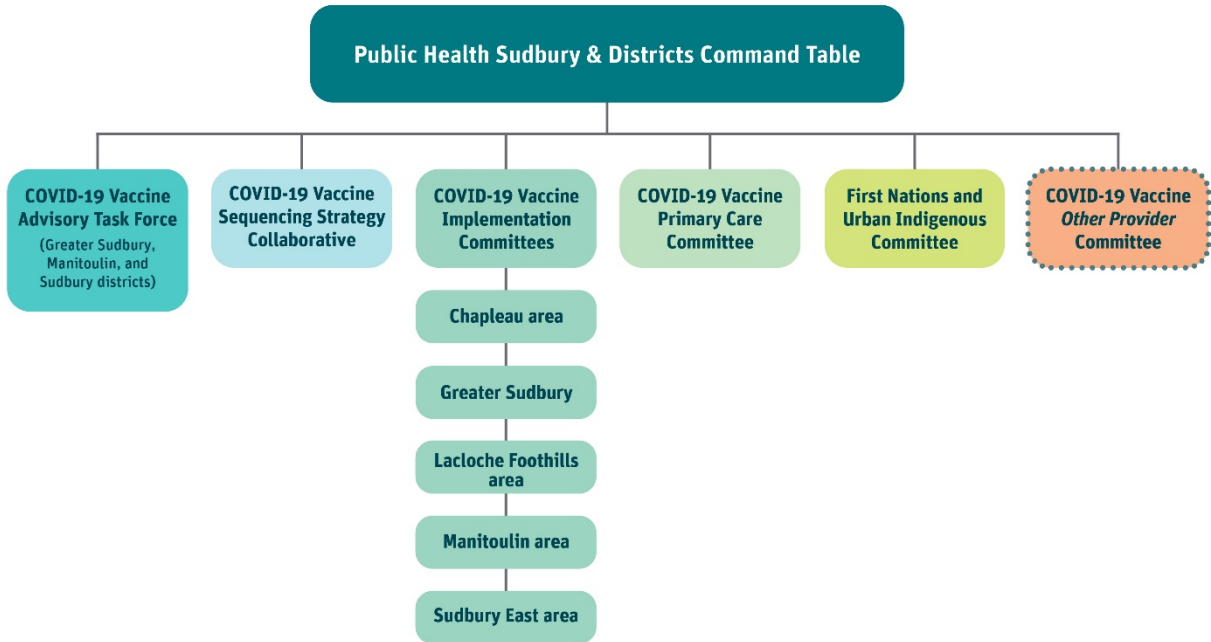 Public Health Sudbury & Districts Command Table
COVID-19 Vaccine
Advisory Task Force
(Greater Sudbury,
Manitoulin, and
Sudbury districts)
COVID-19 Vaccine
Sequencing Strategy
Collaborative
COVID-19 Vaccine
Implementation
Committees
COVID-19 Vaccine
Primary Care
Committee
First Nations and
Urban Indigenous
Committee
COVID-19 Vaccine
Other Provider
Committee
Chapleau area
Greater Sudbury
Lacloche Foothills
area
Manitoulin area
Sudbury East area